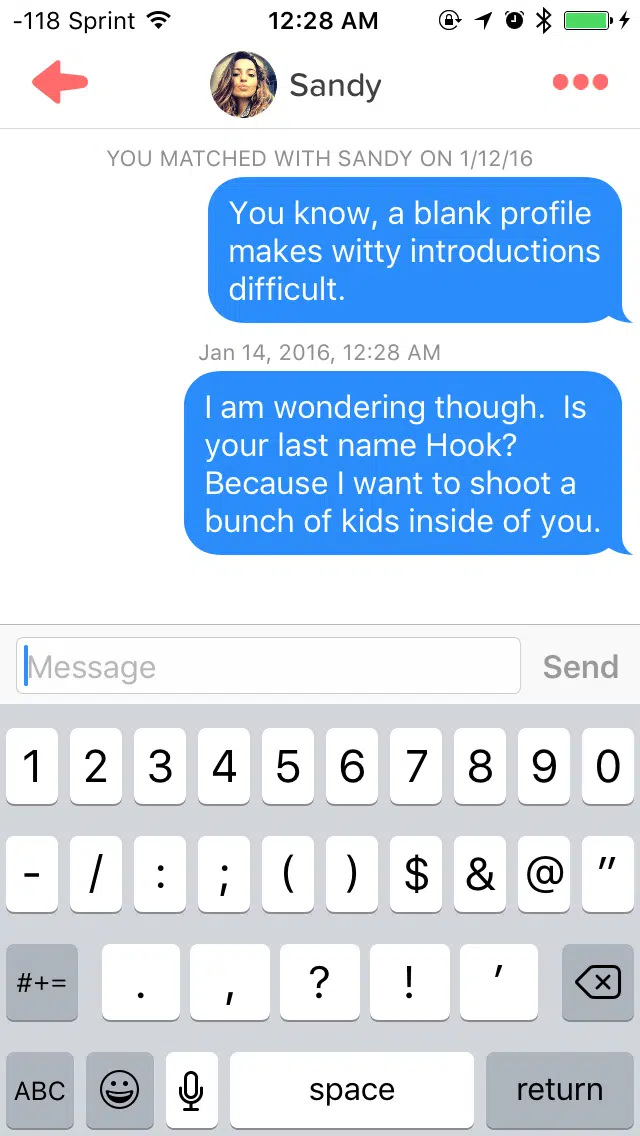 -118 Sprint 12:28 AM
Sandy
YOU MATCHED WITH SANDY ON 1/12/16
You know, a blank profile
makes witty introductions
difficult.
Jan 14, 2016, 12:28 AM
I am wondering though.  Is
your last name Hook?
Because I want to shoot a
bunch of kids inside of you.
Message Send
1 2 3 4 5 6 7 8 9 0
- / : ; ( ) $ & @ "
#+= . , ? ! '
ABC space return